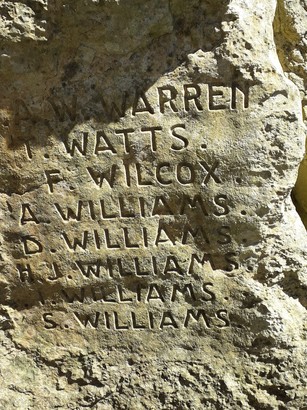 A.W. WARREN
T. WATTS.
F. WILCOX.
A. WILLIAMS.
D. WILLIAMS.
H.J. WILLIAMS.
WILLIAMS.
S. WILLIAMS.